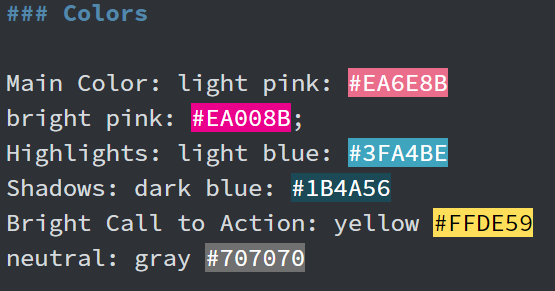 ### Colors
Main Color: light pink: #EA6E8B
bright pink: #EA008B;
Highlights: light blue: #3FA4BE
Shadows: dark blue: #1B4A56
Bright Call to Action: yellow #FFDE59
neutral: gray #707070